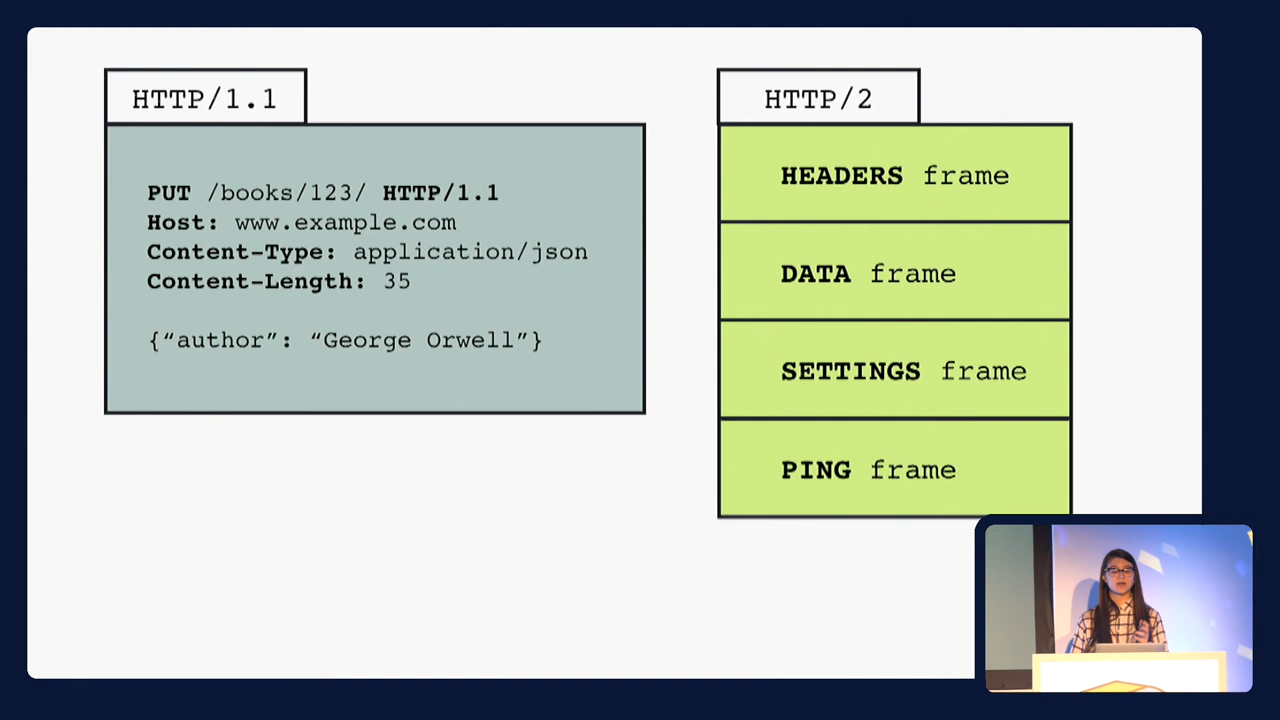 HTTP/1.1
PUT /books/123/ HTTP/1.1
Host: www.example.com
Content-Type: application/json
Content-Length: 35
{“author”: “George Orwell”}
HTTP/2
HEADERS frame
DATA frame
SETTINGS frame
PING frame